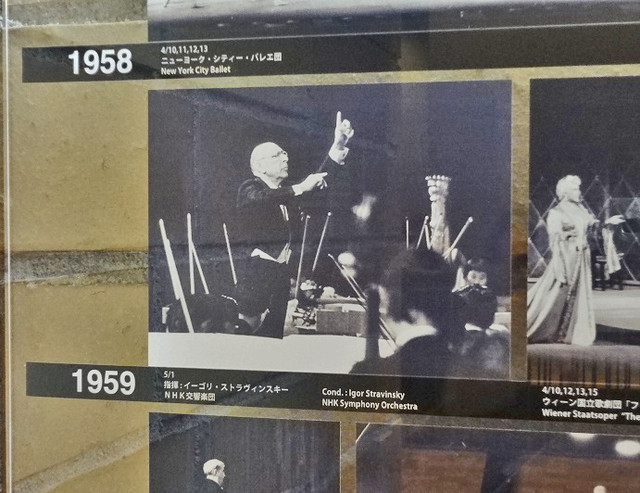 1958
4/10,11,12,13
ニューヨーク・シティー・バレエ団
New York City Ballet
1959
5/1
指揮:イーゴリ・ストラヴィンスキー
NHK交響楽団
Cond. : Igor Stravinsky
NHK Symphony Orchestra
4/10,12,13,15
ウィーン国立歌劇団「フ
Wiener Staatsoper "The